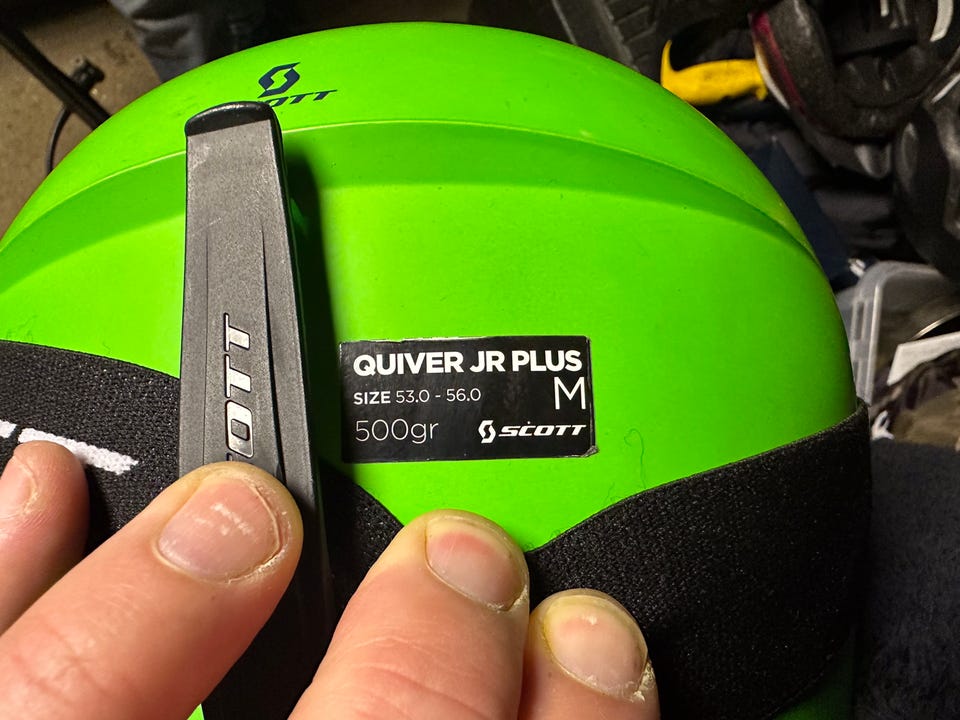 SCOTT
SCOTT
QUIVER JR PLUS
SIZE 53.0 - 56.0 M
500gr SCOTT